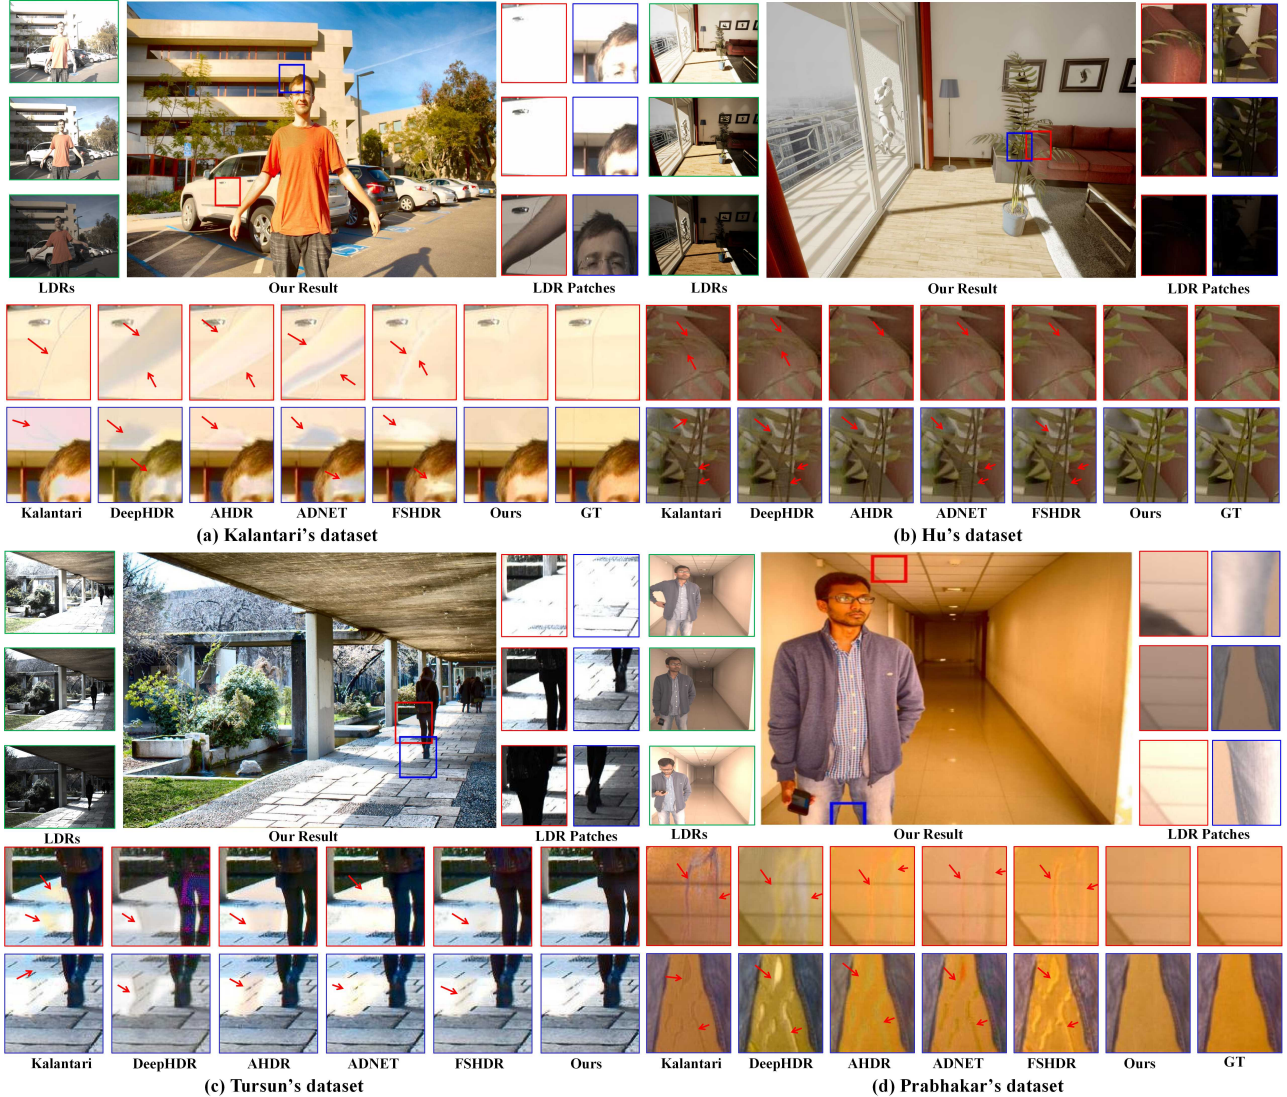 LDRs
Our Result
LDR Patches
LDRs
Our Result
LDR Patches
Kalantari
DeepHDR
AHDR
ADNET
FSHDR
Ours
GT
Kalantari
DeepHDR
AHDR
ADNET
FSHDR
Ours
GT
(a) Kalantari's dataset
(b) Hu's dataset
LDRs
Our Result
LDR Patches
LDRs
Our Result
LDR Patches
Kalantari
DeepHDR
AHDR
ADNET
FSHDR
Ours
Kalantari
DeepHDR
AHDR
ADNET
FSHDR
Ours
GT
(c) Tursun's dataset
(d) Prabhakar's dataset